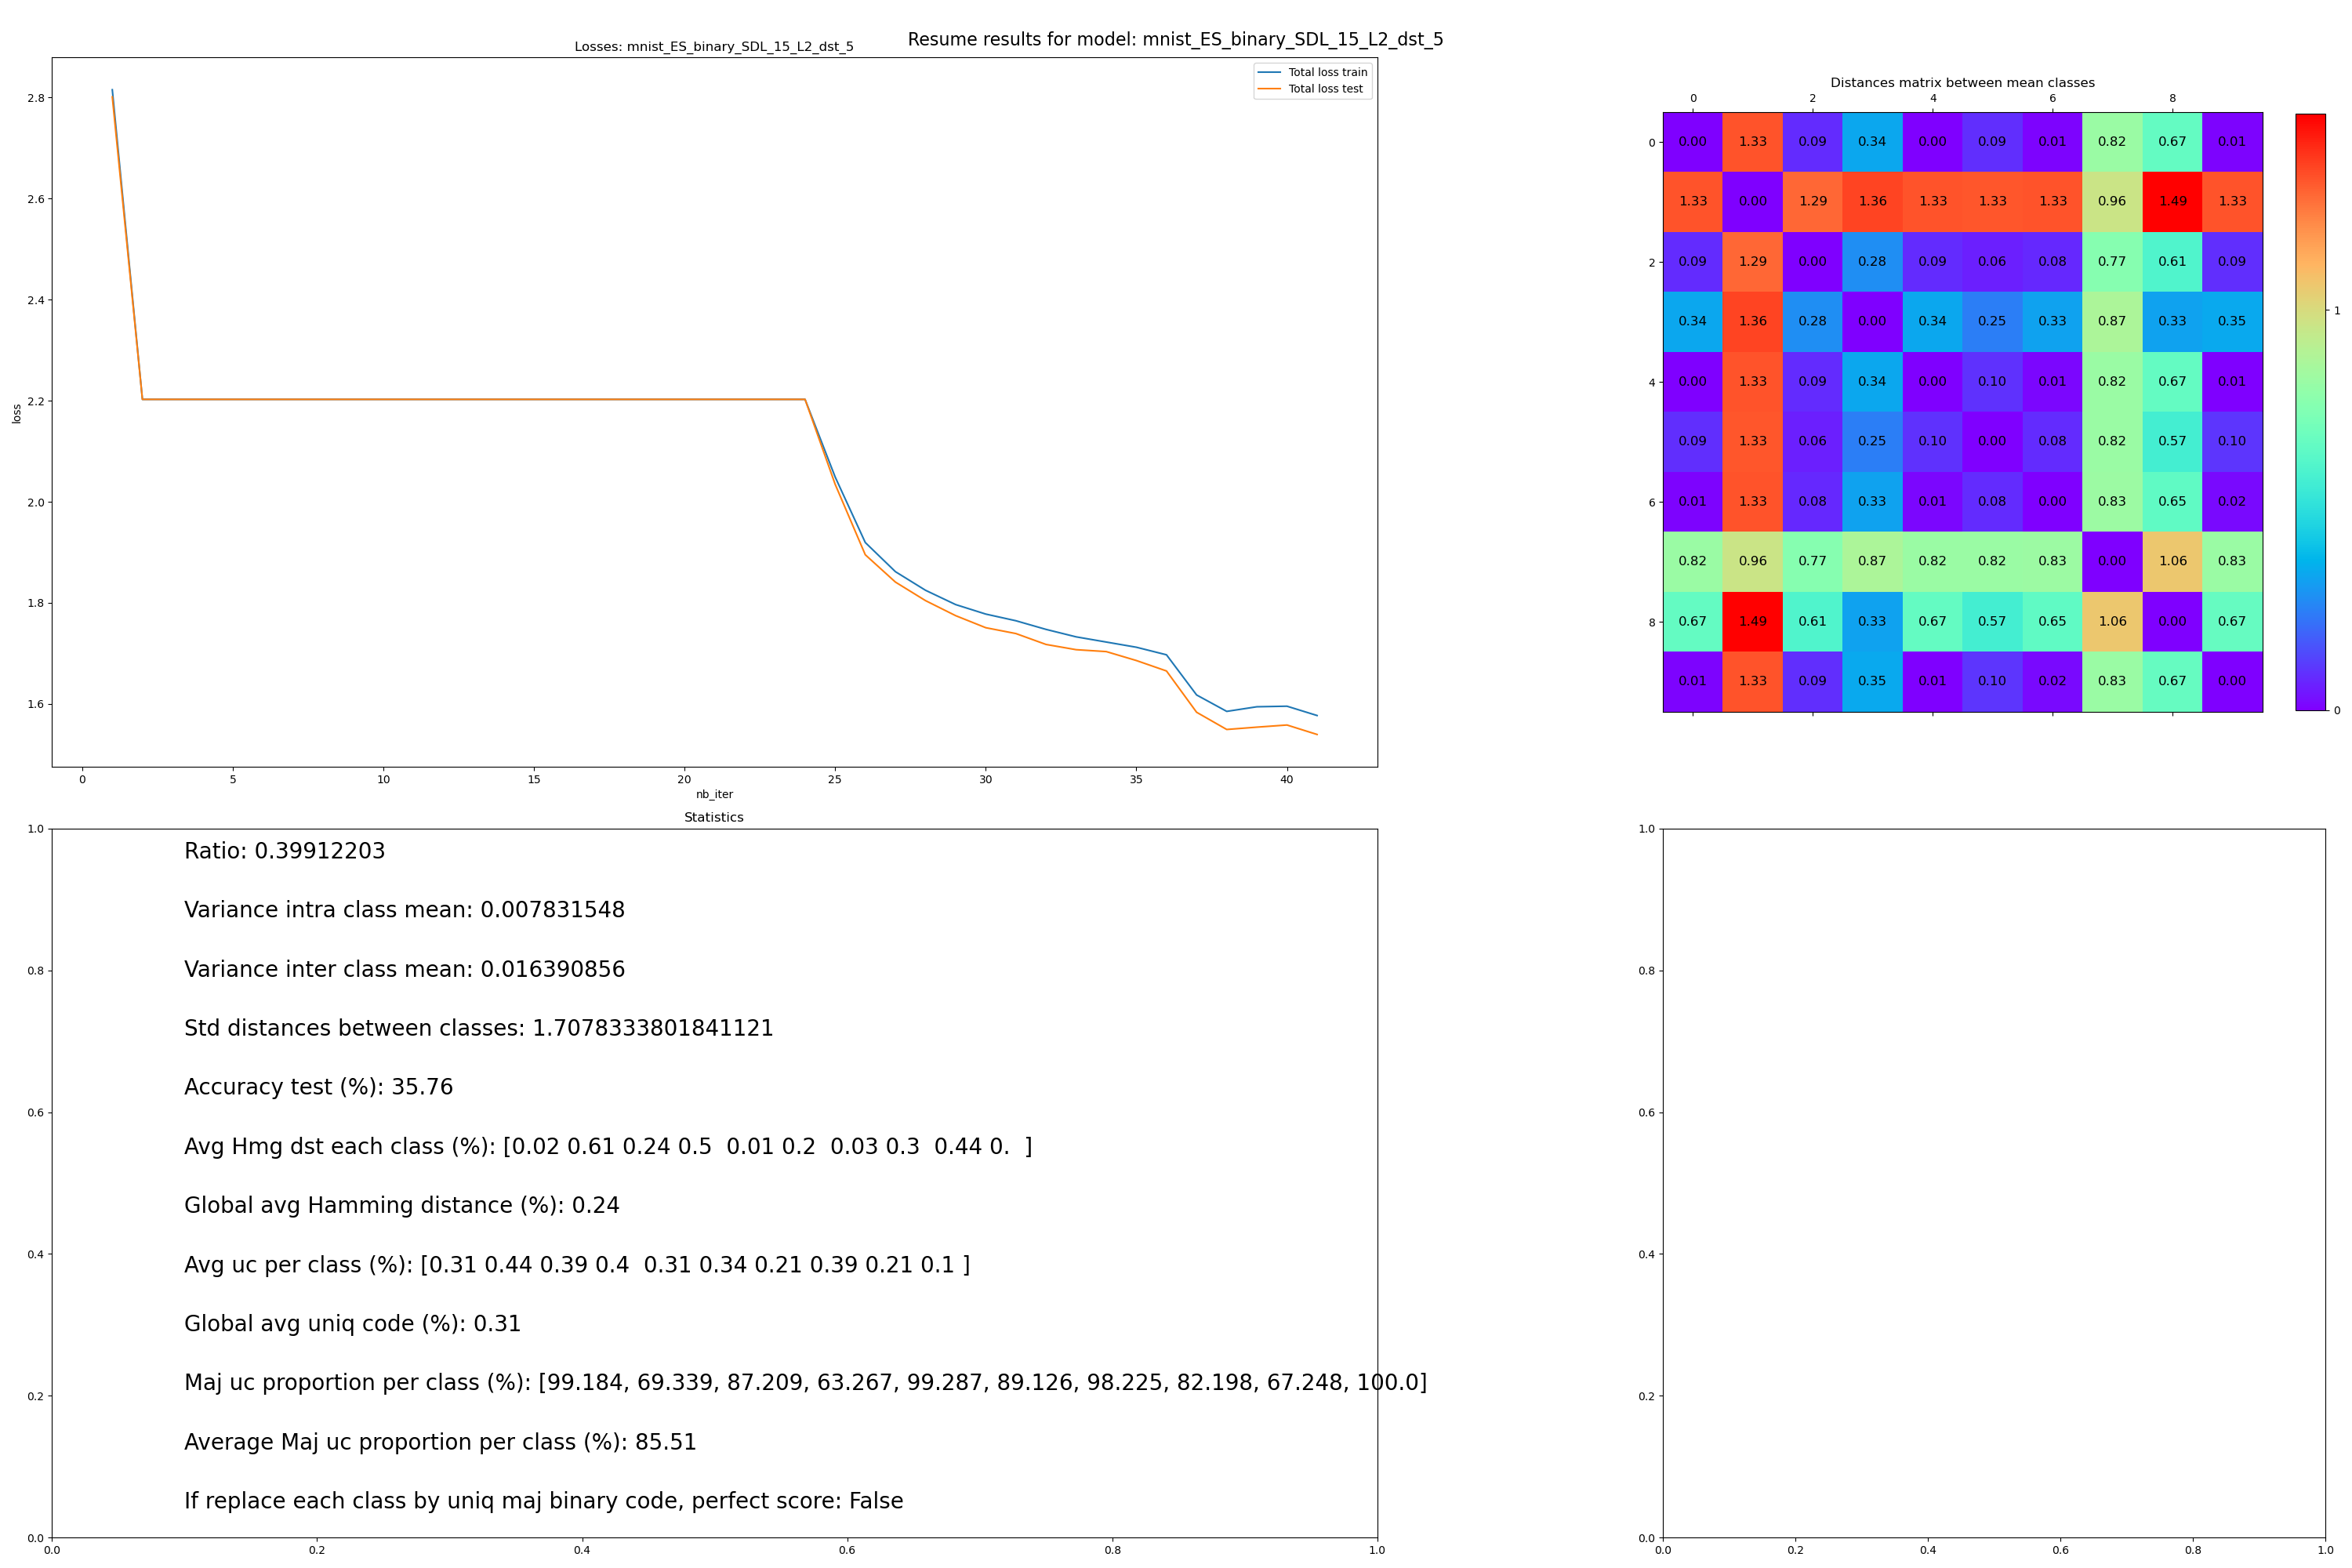 Resume results for model: mnist_ES_binary_SDL_15_L2_dst_5
Losses: mnist_ES_binary_SDL_15_L2_dst_5
Total loss train
Total loss test
2.8
2.6
2.4
2.2
2.0
1.8
1.6
loss
0 5 10 15 20 25 30 35 40
nb_iter
Distances matrix between mean classes
0 2 4 6 8
0 0.00 1.33 0.09 0.34 0.00 0.09 0.01 0.82 0.67 0.01
1.33 0.00 1.29 1.36 1.33 1.33 1.33 0.96 1.49 1.33
2 0.09 1.29 0.00 0.28 0.09 0.06 0.08 0.77 0.61 0.09
0.34 1.36 0.28 0.00 0.34 0.25 0.33 0.87 0.33 0.35
4 0.00 1.33 0.09 0.34 0.00 0.10 0.01 0.82 0.67 0.01
0.09 1.33 0.06 0.25 0.10 0.00 0.08 0.82 0.57 0.10
6 0.01 1.33 0.08 0.33 0.01 0.08 0.00 0.83 0.65 0.02
0.82 0.96 0.77 0.87 0.82 0.82 0.83 0.00 1.06 0.83
8 0.67 1.49 0.61 0.33 0.67 0.57 0.65 1.06 0.00 0.67
0.01 1.33 0.09 0.35 0.01 0.10 0.02 0.83 0.67 0.00
1
0
Statistics
1.0
0.8
0.6
0.4
0.2
0.0
Ratio: 0.39912203
Variance intra class mean: 0.007831548
Variance inter class mean: 0.016390856
Std distances between classes: 1.7078333801841121
Accuracy test (%): 35.76
Avg Hmg dst each class (%): [0.02 0.61 0.24 0.5  0.01 0.2  0.03 0.3  0.44 0.  ]
Global avg Hamming distance (%): 0.24
Avg uc per class (%): [0.31 0.44 0.39 0.4  0.31 0.34 0.21 0.39 0.21 0.1 ]
Global avg uniq code (%): 0.31
Maj uc proportion per class (%): [99.184, 69.339, 87.209, 63.267, 99.287, 89.126, 98.225, 82.198, 67.248, 100.0]
Average Maj uc proportion per class (%): 85.51
If replace each class by uniq maj binary code, perfect score: False
0.0 0.2 0.4 0.6 0.8 1.0
1.0
0.8
0.6
0.4
0.2
0.0
0.0 0.2 0.4 0.6 0.8 1.0